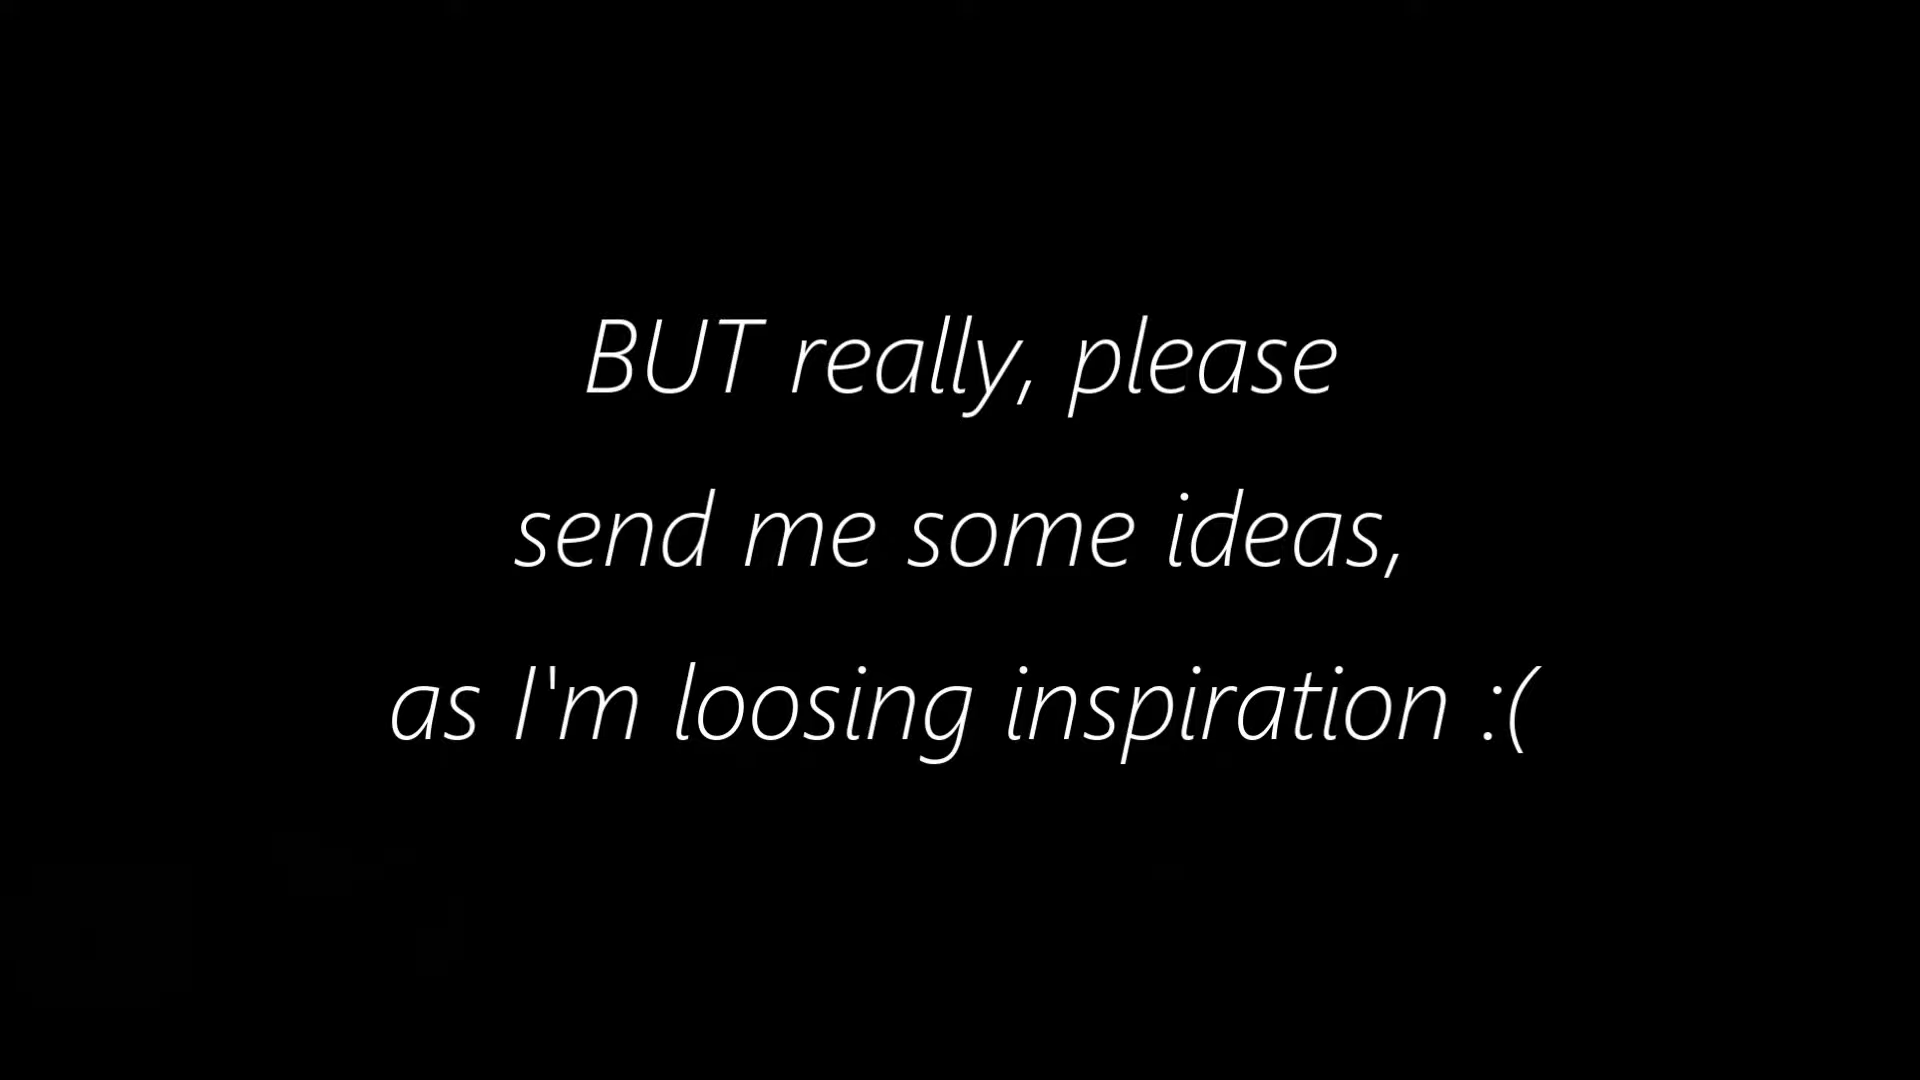 BUT really, please
send me some ideas,
as I'm loosing inspiration :(